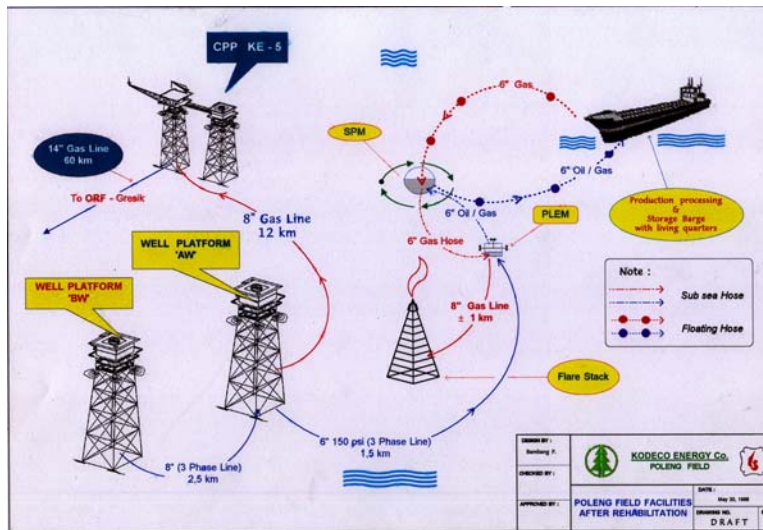 CPP KE - 5
14" Gas Line
60 km
To ORF - Gresik
8" Gas Line
12 km
WELL PLATFORM
'AW'
WELL PLATFORM
'BW'
8" (3 Phase Line)
2,5 km
6" 150 psi (3 Phase Line)
1,5 km
SPM
6" Gas
6" Oil / Gas
6" Oil / Gas
PLEM
6" Gas Hose
8" Gas Line
± 1 km
Flare Stack
Production processing
&
Storage Barge
with living quarters
Note :
Sub sea Hose
Floating Hose
DESIGN BY :
Bambang P.
CHECKED BY :
APPROVED BY :
KODECO ENERGY Co.
POLENG FIELD
POLENG FIELD FACILITIES
AFTER REHABILITATION
DATE :
DRAWING NO.
DRAFT